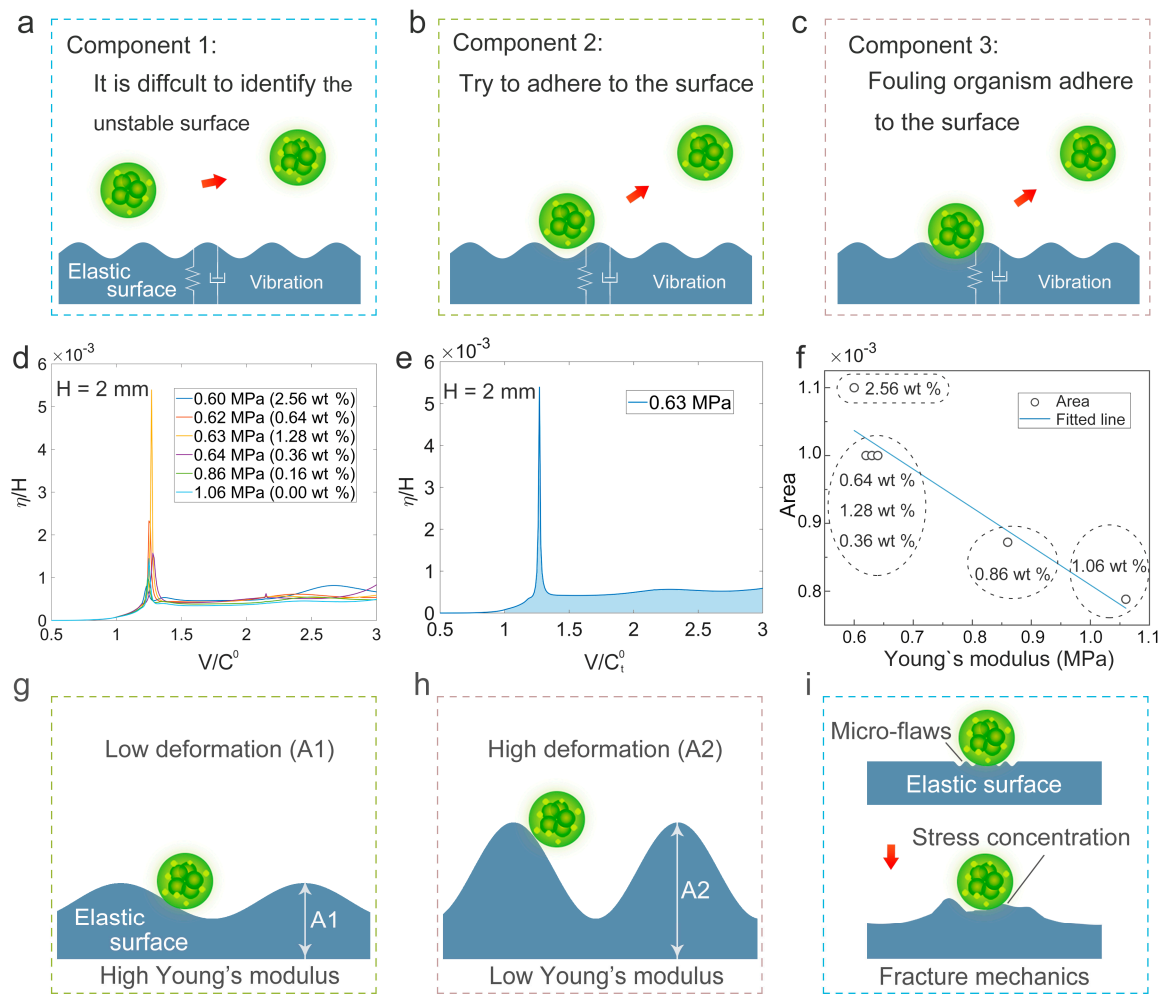 a
Component 1:
It is diffcult to identify the
unstable surface
Elastic
surface
Vibration
b
Component 2:
Try to adhere to the surface
Vibration
c
Component 3:
Fouling organism adhere
to the surface
Vibration
d
×10⁻³
H = 2 mm
0.60 MPa (2.56 wt %)
0.62 MPa (0.64 wt %)
0.63 MPa (1.28 wt %)
0.64 MPa (0.36 wt %)
0.86 MPa (0.16 wt %)
1.06 MPa (0.00 wt %)
6
5
4
3
2
1
0
η/H
0.5 1 1.5 2 2.5 3
V/C⁰
e
×10⁻³
H = 2 mm
0.63 MPa
6
5
4
3
2
1
0
η/H
0.5 1 1.5 2 2.5 3
V/C⁰ₜ
f
×10⁻³
1.1
1.0
0.9
0.8
Area
2.56 wt %
Area
Fitted line
0.64 wt %
1.28 wt %
0.36 wt %
0.86 wt %
1.06 wt %
0.6 0.7 0.8 0.9 1.0 1.1
Young`s modulus (MPa)
g
Low deformation (A1)
Elastic
surface
A1
High Young's modulus
h
High deformation (A2)
A2
Low Young's modulus
i
Micro-flaws
Elastic surface
Stress concentration
Fracture mechanics